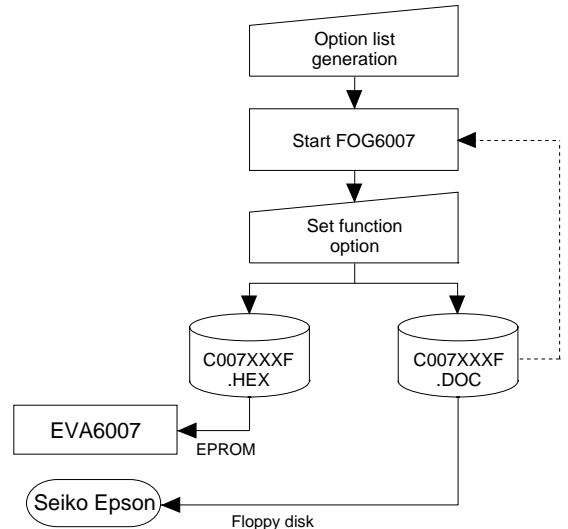 Option list
generation
Start FOG6007
Set function
option
C007XXXF
.HEX
C007XXXF
.DOC
EVA6007
EPROM
Seiko Epson
Floppy disk